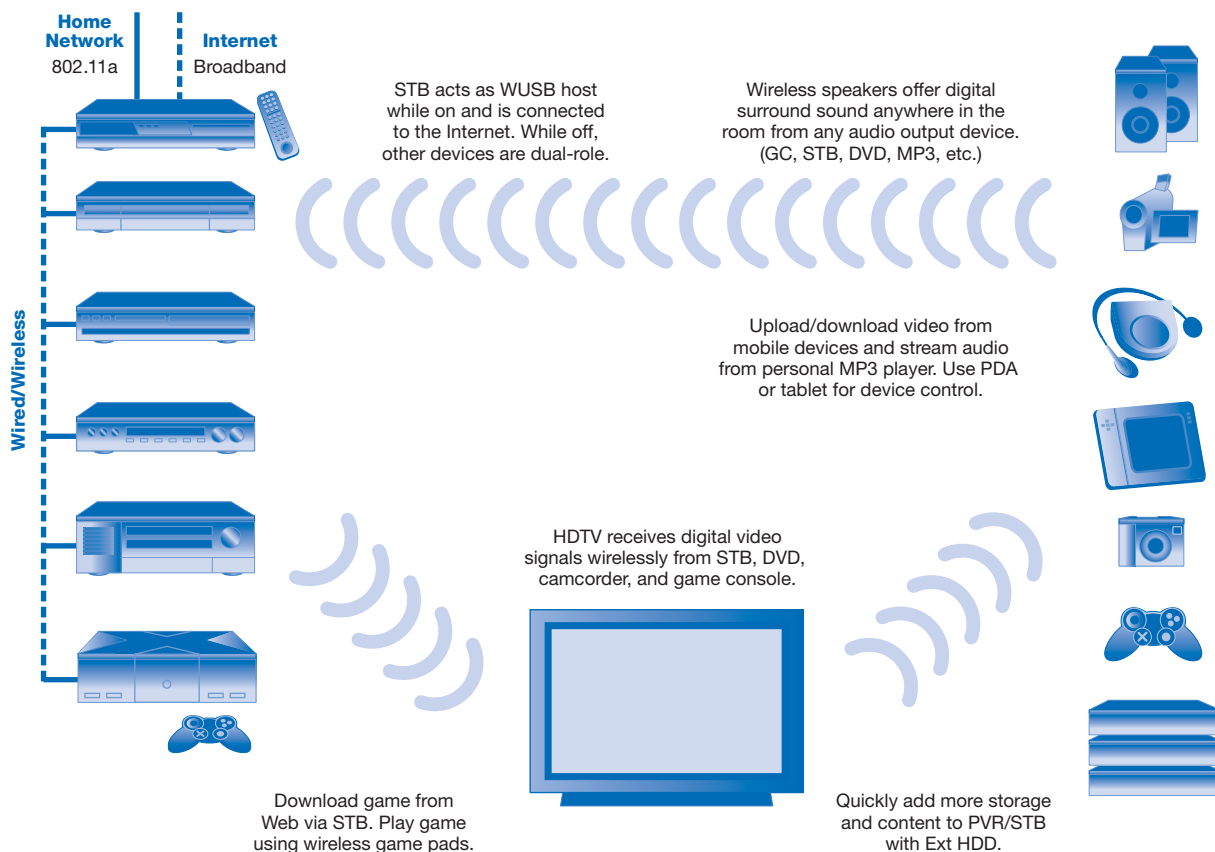 Home
Network
802.11a
Internet
Broadband
STB acts as WUSB host
while on and is connected
to the Internet. While off,
other devices are dual-role.
Wireless speakers offer digital
surround sound anywhere in the
room from any audio output device.
(GC, STB, DVD, MP3, etc.)
Wired/Wireless
Upload/download video from
mobile devices and stream audio
from personal MP3 player. Use PDA
or tablet for device control.
HDTV receives digital video
signals wirelessly from STB, DVD,
camcorder, and game console.
Download game from
Web via STB. Play game
using wireless game pads.
Quickly add more storage
and content to PVR/STB
with Ext HDD.